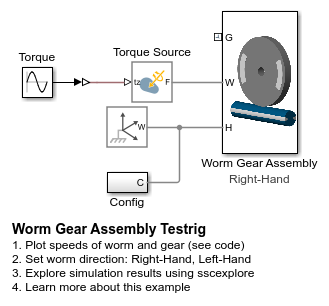 G
Torque Source
Torque
tz
F
W
W
H
Worm Gear Assembly
C
Right-Hand
Config
Worm Gear Assembly Testrig
1. Plot speeds of worm and gear (see code)
2. Set worm direction: Right-Hand, Left-Hand
3. Explore simulation results using sscexplore
4. Learn more about this example